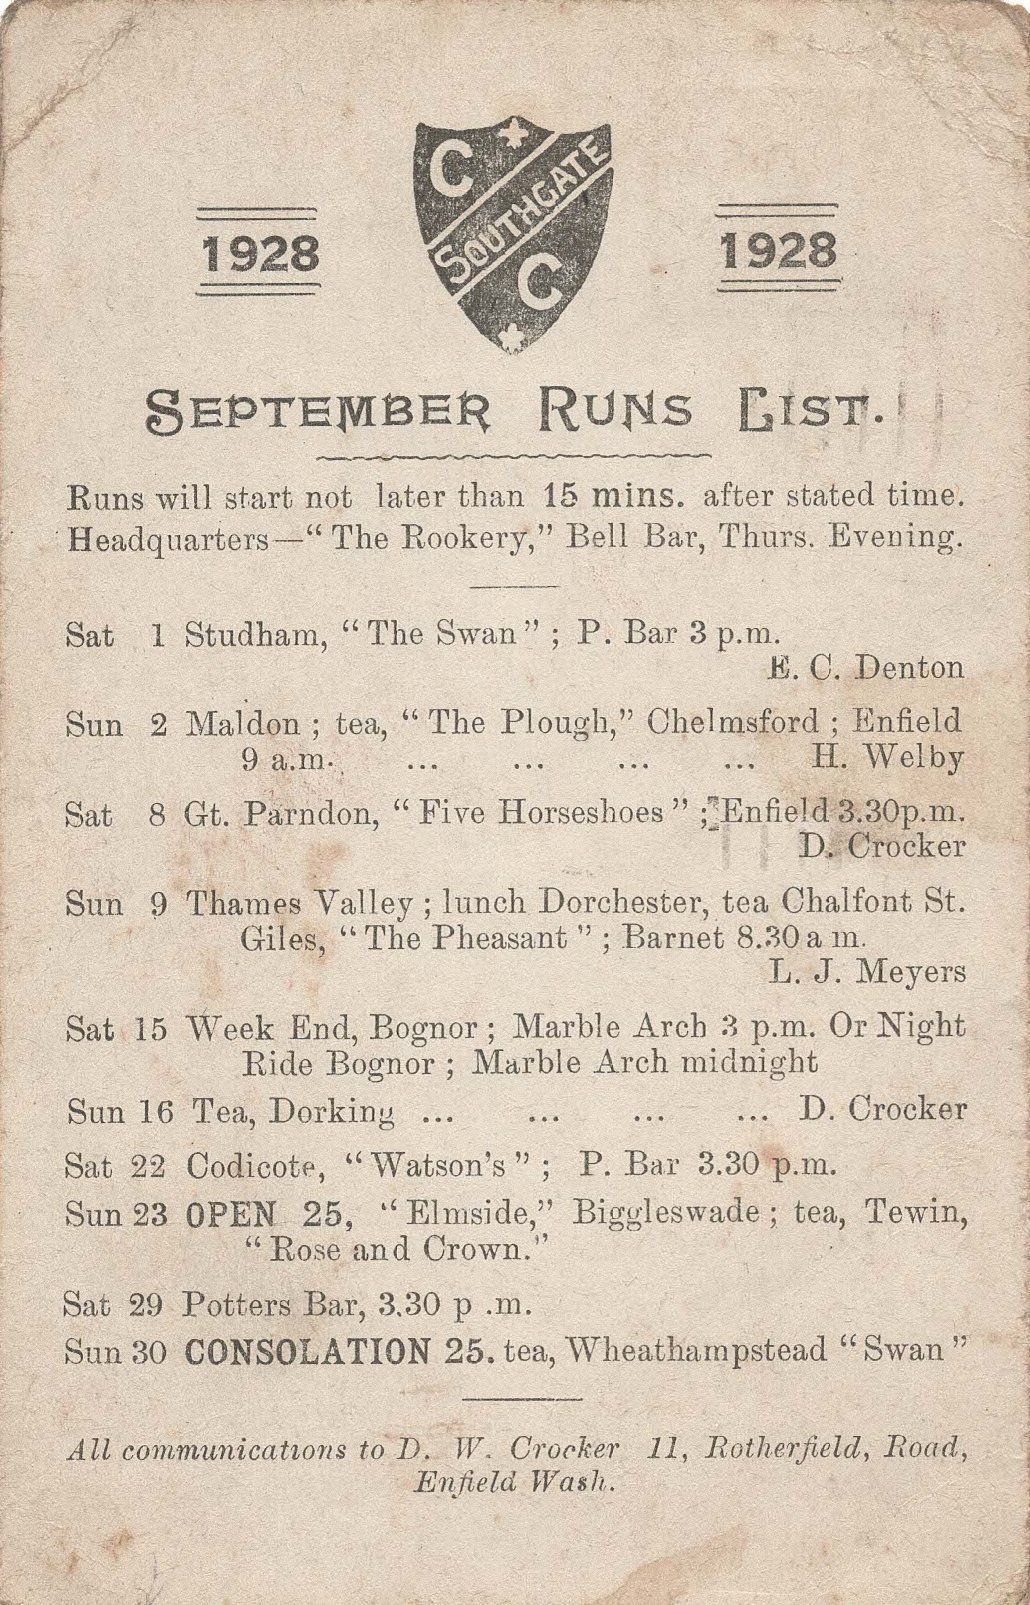 C
SOUTHGATE
C
1928
1928
SEPTEMBER RUNS LIST.
Runs will start not later than 15 mins. after stated time.
Headquarters—“ The Rookery,” Bell Bar, Thurs. Evening.
Sat 1 Studham, “ The Swan ” ; P. Bar 3 p.m.
E. C. Denton
Sun 2 Maldon ; tea, “ The Plough,” Chelmsford ; Enfield
9 a.m. ... ... ... ... H. Welby
Sat 8 Gt. Parndon, “ Five Horseshoes ” ; Enfield 3.30p.m.
D. Crocker
Sun 9 Thames Valley ; lunch Dorchester, tea Chalfont St.
Giles, “ The Pheasant ” ; Barnet 8.30 a m.
L. J. Meyers
Sat 15 Week End, Bognor ; Marble Arch 3 p.m. Or Night
Ride Bognor ; Marble Arch midnight
Sun 16 Tea, Dorking ... ... ... ... D. Crocker
Sat 22 Codicote, “ Watson's ” ; P. Bar 3.30 p.m.
Sun 23 OPEN 25, “ Elmside,” Biggleswade ; tea, Tewin,
“ Rose and Crown.”
Sat 29 Potters Bar, 3.30 p .m.
Sun 30 CONSOLATION 25. tea, Wheathampstead “ Swan ”
All communications to D. W. Crocker 11, Rotherfield, Road,
Enfield Wash.